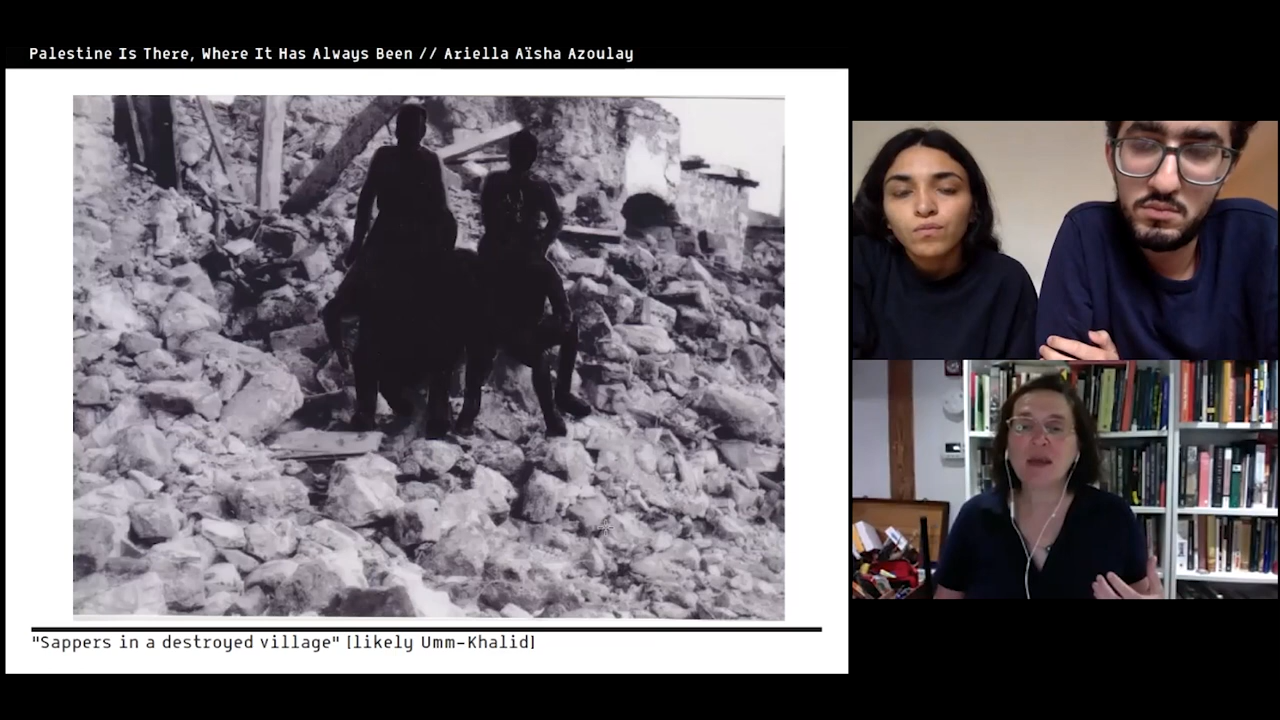 Palestine Is There, Where It Has Always Been // Ariella Aïsha Azoulay
"Sappers in a destroyed village" [likely Umm-Khalid]